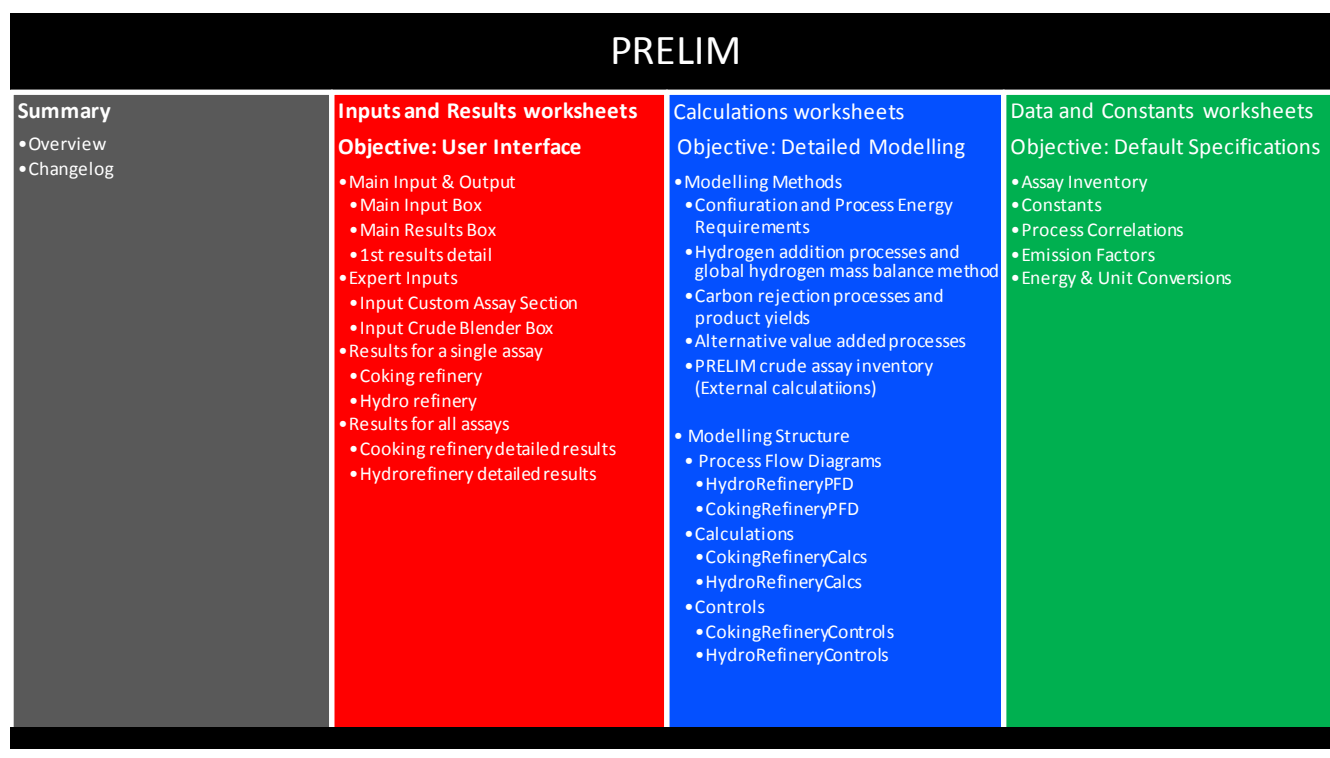 PRELIM
Summary
•Overview
•Changelog
Inputs and Results worksheets
Objective: User Interface
•Main Input & Output
•Main Input Box
•Main Results Box
•1st results detail
•Expert Inputs
•Input Custom Assay Section
•Input Crude Blender Box
•Results for a single assay
•Coking refinery
•Hydro refinery
•Results for all assays
•Cooking refinery detailed results
•Hydrorefinery detailed results
Calculations worksheets
Objective: Detailed Modelling
•Modelling Methods
•Confiuration and Process Energy
Requirements
•Hydrogen addition processes and
global hydrogen mass balance method
•Carbon rejection processes and
product yields
•Alternative value added processes
•PRELIM crude assay inventory
(External calculatiions)
• Modelling Structure
• Process Flow Diagrams
•HydroRefineryPFD
•CokingRefineryPFD
•Calculations
•CokingRefineryCalcs
•HydroRefineryCalcs
•Controls
•CokingRefineryControls
•HydroRefineryControls
Data and Constants worksheets
Objective: Default Specifications
•Assay Inventory
•Constants
•Process Correlations
•Emission Factors
•Energy & Unit Conversions